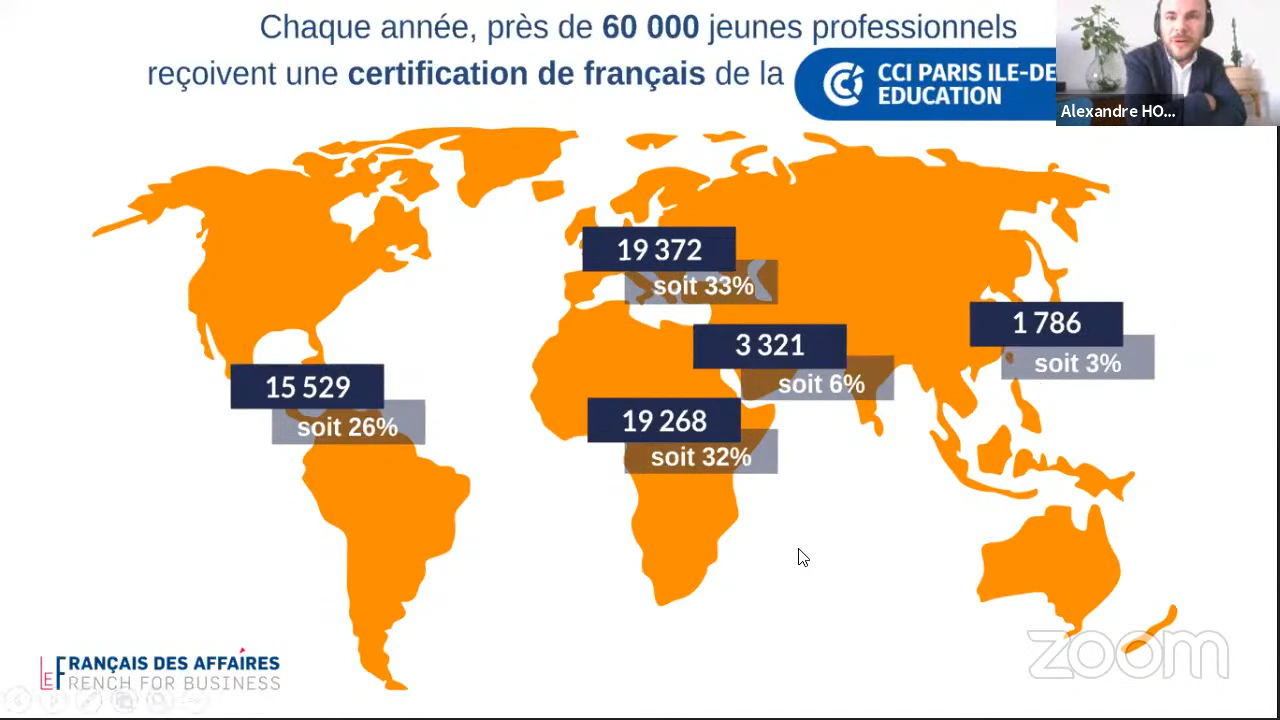 Chaque année, près de 60 000 jeunes professionnels
reçoivent une certification de français de la
CCI PARIS ILE-DE
EDUCATION
Alexandre HO...
19 372
soit 33%
3 321
soit 6%
1 786
soit 3%
15 529
soit 26%
19 268
soit 32%
LE FRANÇAIS DES AFFAIRES
FRENCH FOR BUSINESS
zoom